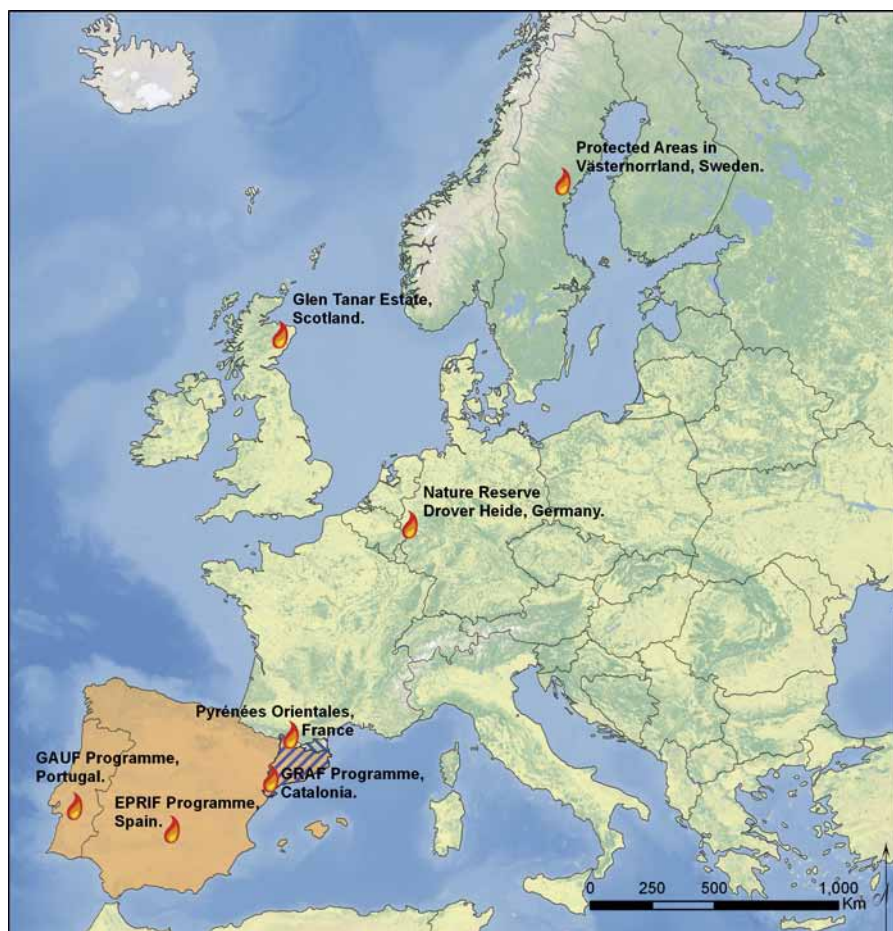 Protected Areas in
Västernorrland, Sweden.
Glen Tanar Estate,
Scotland.
Nature Reserve
Drover Heide, Germany.
Pyrénées Orientales,
France
GAUF Programme,
Portugal.
GRAF Programme,
Catalonia.
EPRIF Programme,
Spain.
0 250 500 1,000
Km